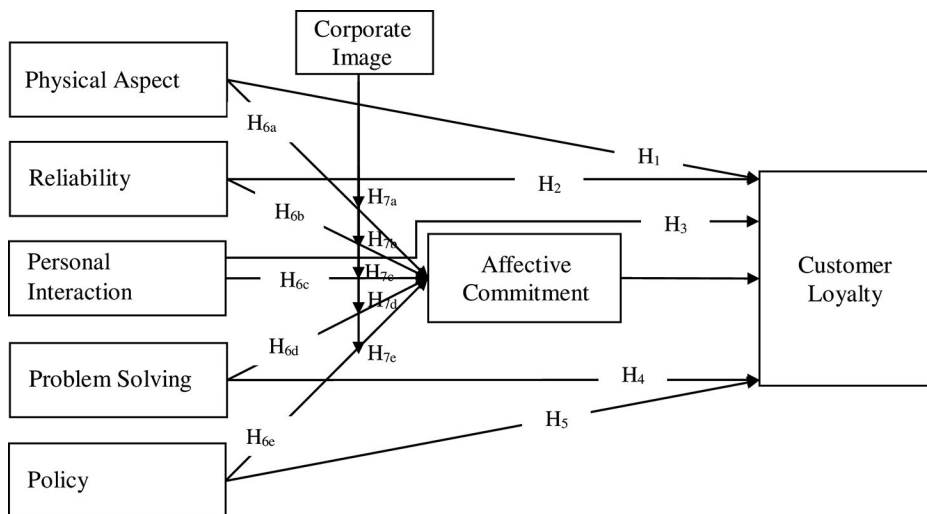 Corporate
Image
Physical Aspect
H6a
H1
Reliability
H2
H6b
H7a
H3
H7b
Personal
Interaction
H6c
H7c
Affective
Commitment
Customer
Loyalty
H7d
H6d
H7e
Problem Solving
H4
H5
H6e
Policy